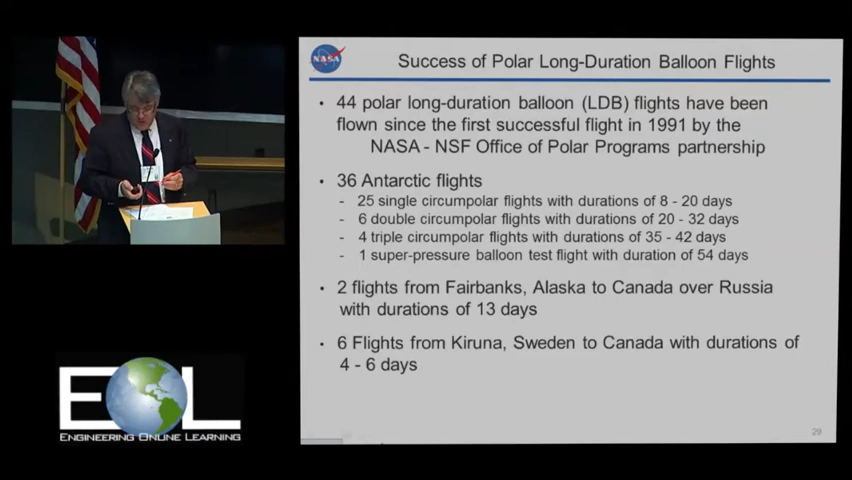 NASA
Success of Polar Long-Duration Balloon Flights
• 44 polar long-duration balloon (LDB) flights have been
flown since the first successful flight in 1991 by the
NASA - NSF Office of Polar Programs partnership
• 36 Antarctic flights
- 25 single circumpolar flights with durations of 8 - 20 days
- 6 double circumpolar flights with durations of 20 - 32 days
- 4 triple circumpolar flights with durations of 35 - 42 days
- 1 super-pressure balloon test flight with duration of 54 days
• 2 flights from Fairbanks, Alaska to Canada over Russia
with durations of 13 days
• 6 Flights from Kiruna, Sweden to Canada with durations of
4 - 6 days
29
EOL
ENGINEERING ONLINE LEARNING